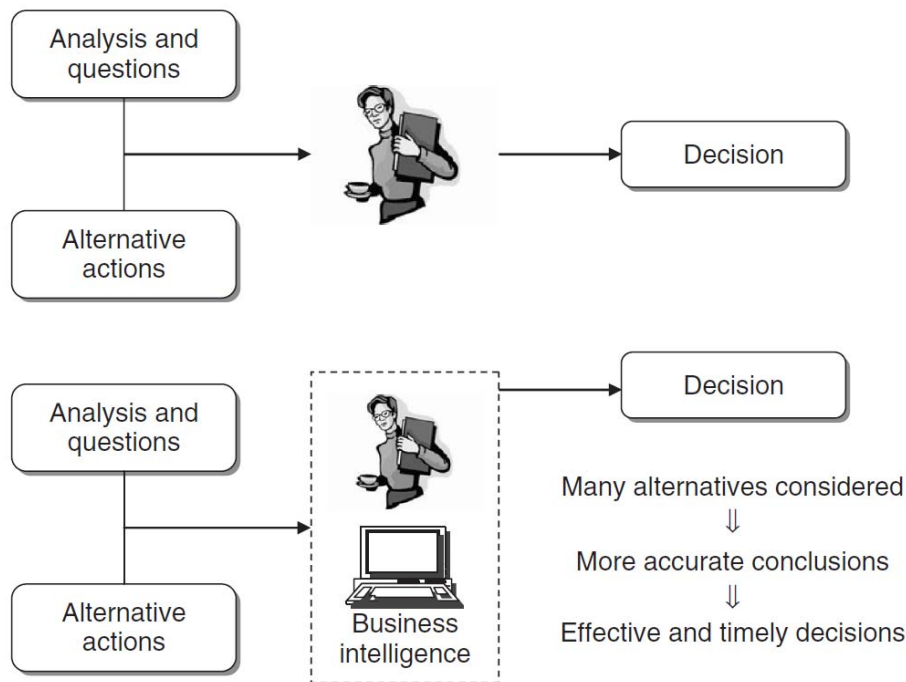 Analysis and
questions
Decision
Alternative
actions
Analysis and
questions
Decision
Many alternatives considered
⇓
More accurate conclusions
⇓
Effective and timely decisions
Business
intelligence
Alternative
actions